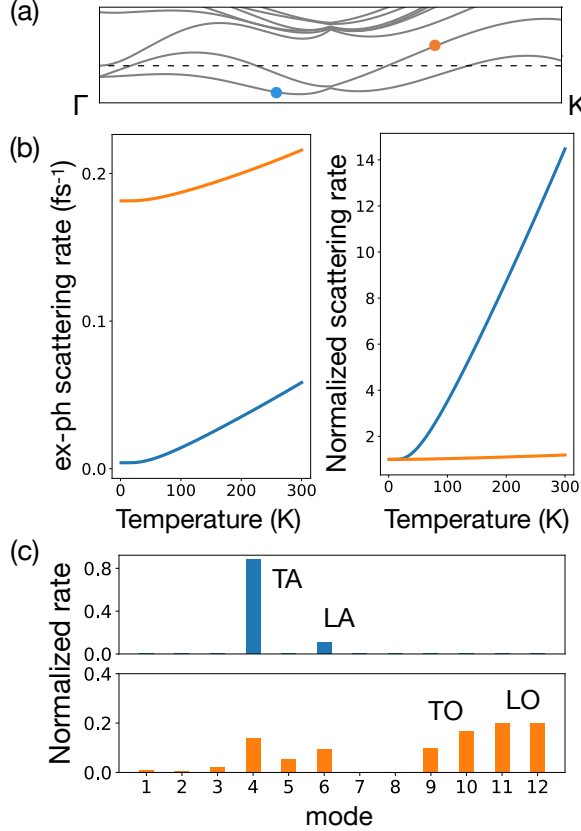 (a)
Γ K
(b)
ex-ph scattering rate (fs⁻¹)
0.2
0.1
0.0
0 100 200 300
Temperature (K)
Normalized scattering rate
14
12
10
8
6
4
2
0 100 200 300
Temperature (K)
(c)
Normalized rate
0.8
0.4
0.0
TA
LA
0.4
0.2
0.0
TO
LO
1 2 3 4 5 6 7 8 9 10 11 12
mode